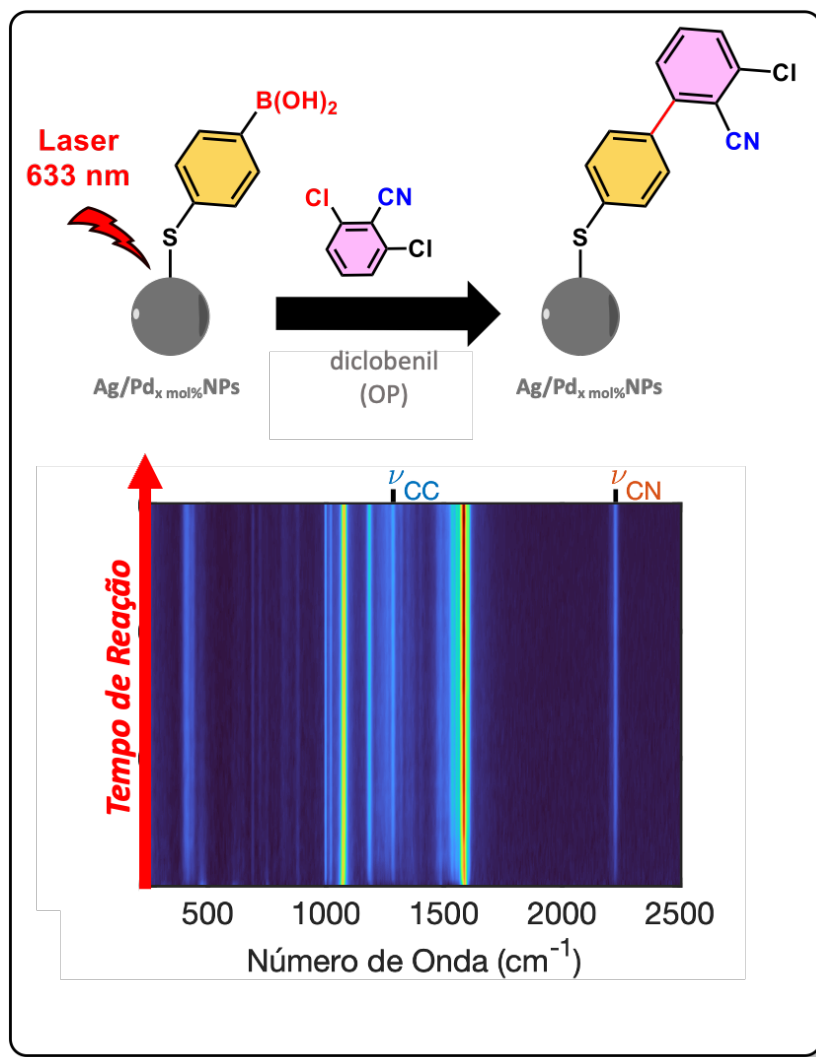 B(OH)₂
Laser
633 nm
Cl
CN
Cl
S
Cl
CN
S
diclobenil
(OP)
Ag/Pdₓ ₘₒₗ%NPs
Ag/Pdₓ ₘₒₗ%NPs
νCC
νCN
Tempo de Reação
500 1000 1500 2000 2500
Número de Onda (cm⁻¹)